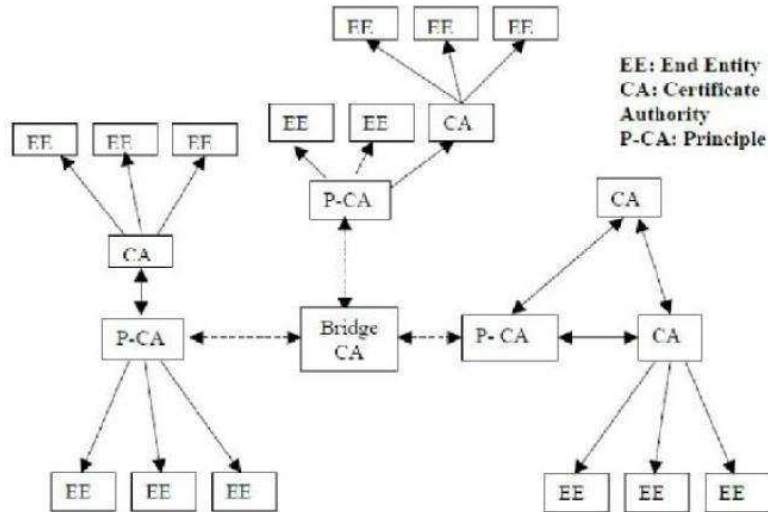 EE EE EE
EE: End Entity
CA: Certificate
Authority
P-CA: Principle
EE EE CA
EE EE EE
P-CA
CA
CA
P-CA
Bridge
CA
P- CA
CA
EE EE EE
EE EE EE